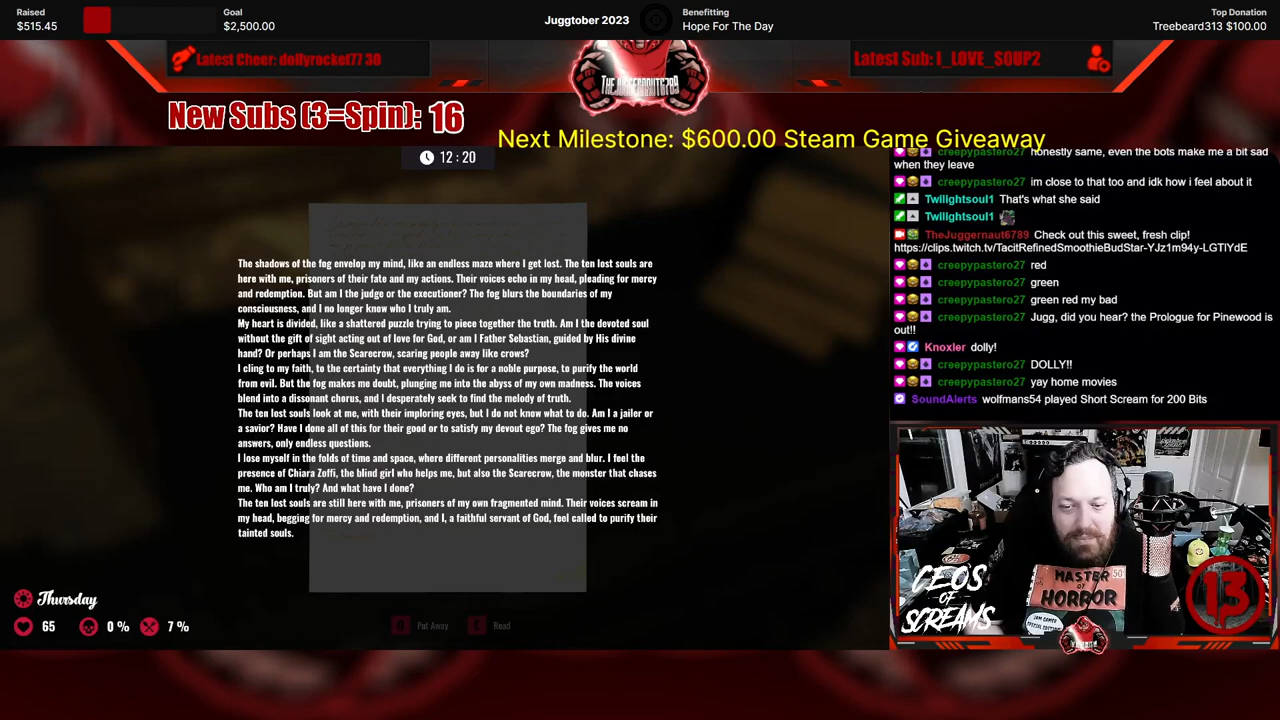 Raised
$515.45
Goal
$2,500.00
Juggtober 2023
Benefitting
Hope For The Day
Top Donation
Treebeard313 $100.00
Latest Cheer: dollyrocket77 30
THEJUGGERNAUT6789
Latest Sub: I_LOVE_SOUP2
New Subs (3=Spin): 16
Next Milestone: $600.00 Steam Game Giveaway
12 : 20
The shadows of the fog envelop my mind, like an endless maze where I get lost. The ten lost souls are
here with me, prisoners of their fate and my actions. Their voices echo in my head, pleading for mercy
and redemption. But am I the judge or the executioner? The fog blurs the boundaries of my
consciousness, and I no longer know who I truly am.
My heart is divided, like a shattered puzzle trying to piece together the truth. Am I the devoted soul
without the gift of sight acting out of love for God, or am I Father Sebastian, guided by His divine
hand? Or perhaps I am the Scarecrow, scaring people away like crows?
I cling to my faith, to the certainty that everything I do is for a noble purpose, to purify the world
from evil. But the fog makes me doubt, plunging me into the abyss of my own madness. The voices
blend into a dissonant chorus, and I desperately seek to find the melody of truth.
The ten lost souls look at me, with their imploring eyes, but I do not know what to do. Am I a jailer or
a savior? Have I done all of this for their good or to satisfy my devout ego? The fog gives me no
answers, only endless questions.
I lose myself in the folds of time and space, where different personalities merge and blur. I feel the
presence of Chiara Zoffi, the blind girl who helps me, but also the Scarecrow, the monster that chases
me. Who am I truly? And what have I done?
The ten lost souls are still here with me, prisoners of my own fragmented mind. Their voices scream in
my head, begging for mercy and redemption, and I, a faithful servant of God, feel called to purify their
tainted souls.
Put Away
Read
Thursday
65
0 %
7 %
creepypastero27 honestly same, even the bots make me a bit sad
when they leave
creepypastero27 im close to that too and idk how i feel about it
Twilightsoul1 That's what she said
Twilightsoul1
TheJuggernaut6789 Check out this sweet, fresh clip!
https://clips.twitch.tv/TacitRefinedSmoothieBudStar-YJz1m94y-LGTlYdE
creepypastero27 red
creepypastero27 green
creepypastero27 green red my bad
creepypastero27 Jugg, did you hear? the Prologue for Pinewood is
out!!
Knoxler dolly!
creepypastero27 DOLLY!!
creepypastero27 yay home movies
SoundAlerts wolfmans54 played Short Scream for 200 Bits
CEOS
OF
SCREAMS
MASTER
OF
HORROR
13